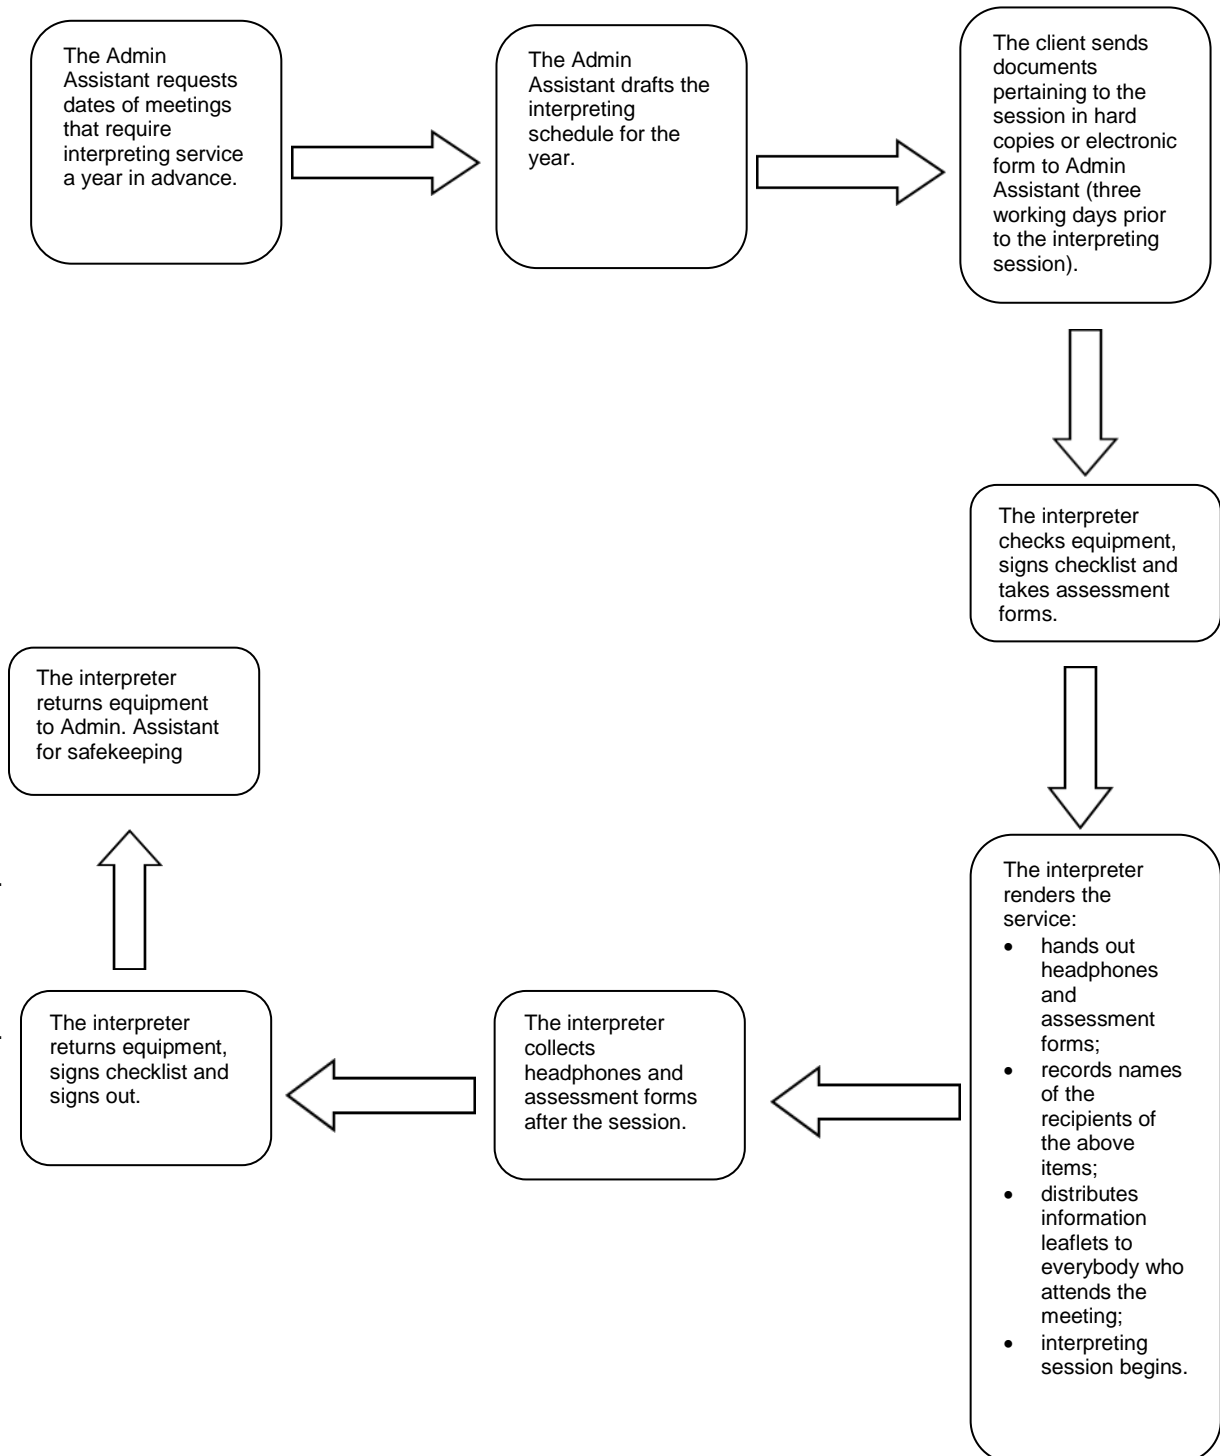 The Admin
Assistant requests
dates of meetings
that require
interpreting service
a year in advance.
The Admin
Assistant drafts the
interpreting
schedule for the
year.
The client sends
documents
pertaining to the
session in hard
copies or electronic
form to Admin
Assistant (three
working days prior
to the interpreting
session).
The interpreter
checks equipment,
signs checklist and
takes assessment
forms.
The interpreter
renders the
service:
• hands out
headphones
and
assessment
forms;
• records names
of the
recipients of
the above
items;
• distributes
information
leaflets to
everybody who
attends the
meeting;
• interpreting
session begins.
The interpreter
collects
headphones and
assessment forms
after the session.
The interpreter
returns equipment,
signs checklist and
signs out.
The interpreter
returns equipment
to Admin. Assistant
for safekeeping